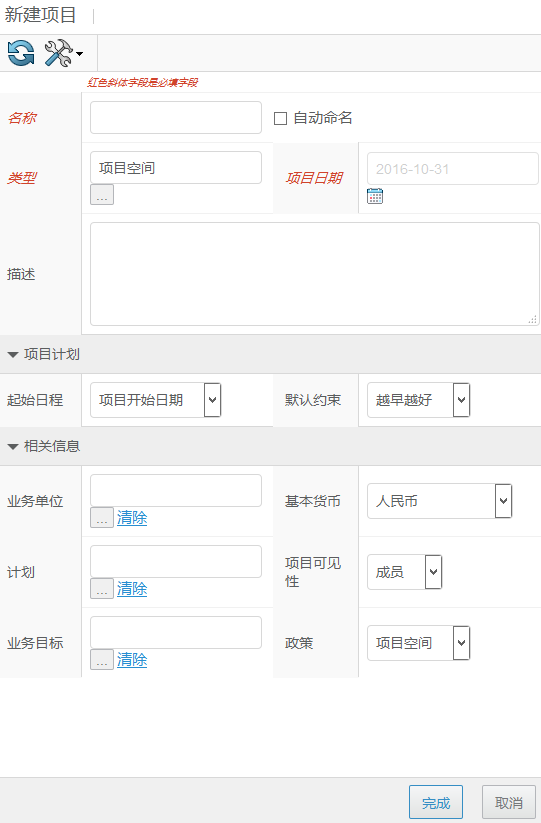 新建项目
红色斜体字段是必填字段
名称
自动命名
类型
项目空间
...
项目日期
2016-10-31
描述
项目计划
起始日程
项目开始日期
默认约束
越早越好
相关信息
业务单位
... 清除
基本货币
人民币
计划
... 清除
项目可见
性
成员
业务目标
... 清除
政策
项目空间
完成
取消